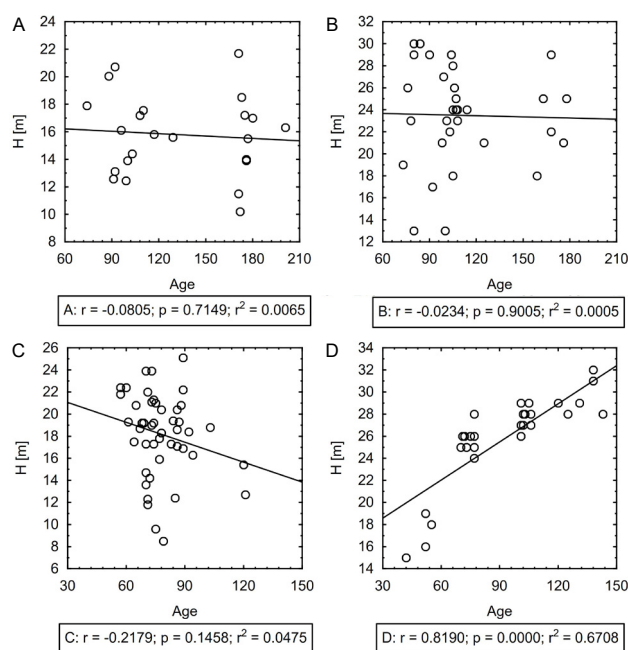 A
B
24
22
20
18
16
14
12
10
8
H [m]
60 90 120 150 180 210
Age
A: r = -0.0805; p = 0.7149; r² = 0.0065
32
30
28
26
24
22
20
18
16
14
12
H [m]
60 90 120 150 180 210
Age
B: r = -0.0234; p = 0.9005; r² = 0.0005
C
D
26
24
22
20
18
16
14
12
10
8
6
H [m]
30 60 90 120 150
Age
C: r = -0.2179; p = 0.1458; r² = 0.0475
34
32
30
28
26
24
22
20
18
16
14
H [m]
30 60 90 120 150
Age
D: r = 0.8190; p = 0.0000; r² = 0.6708